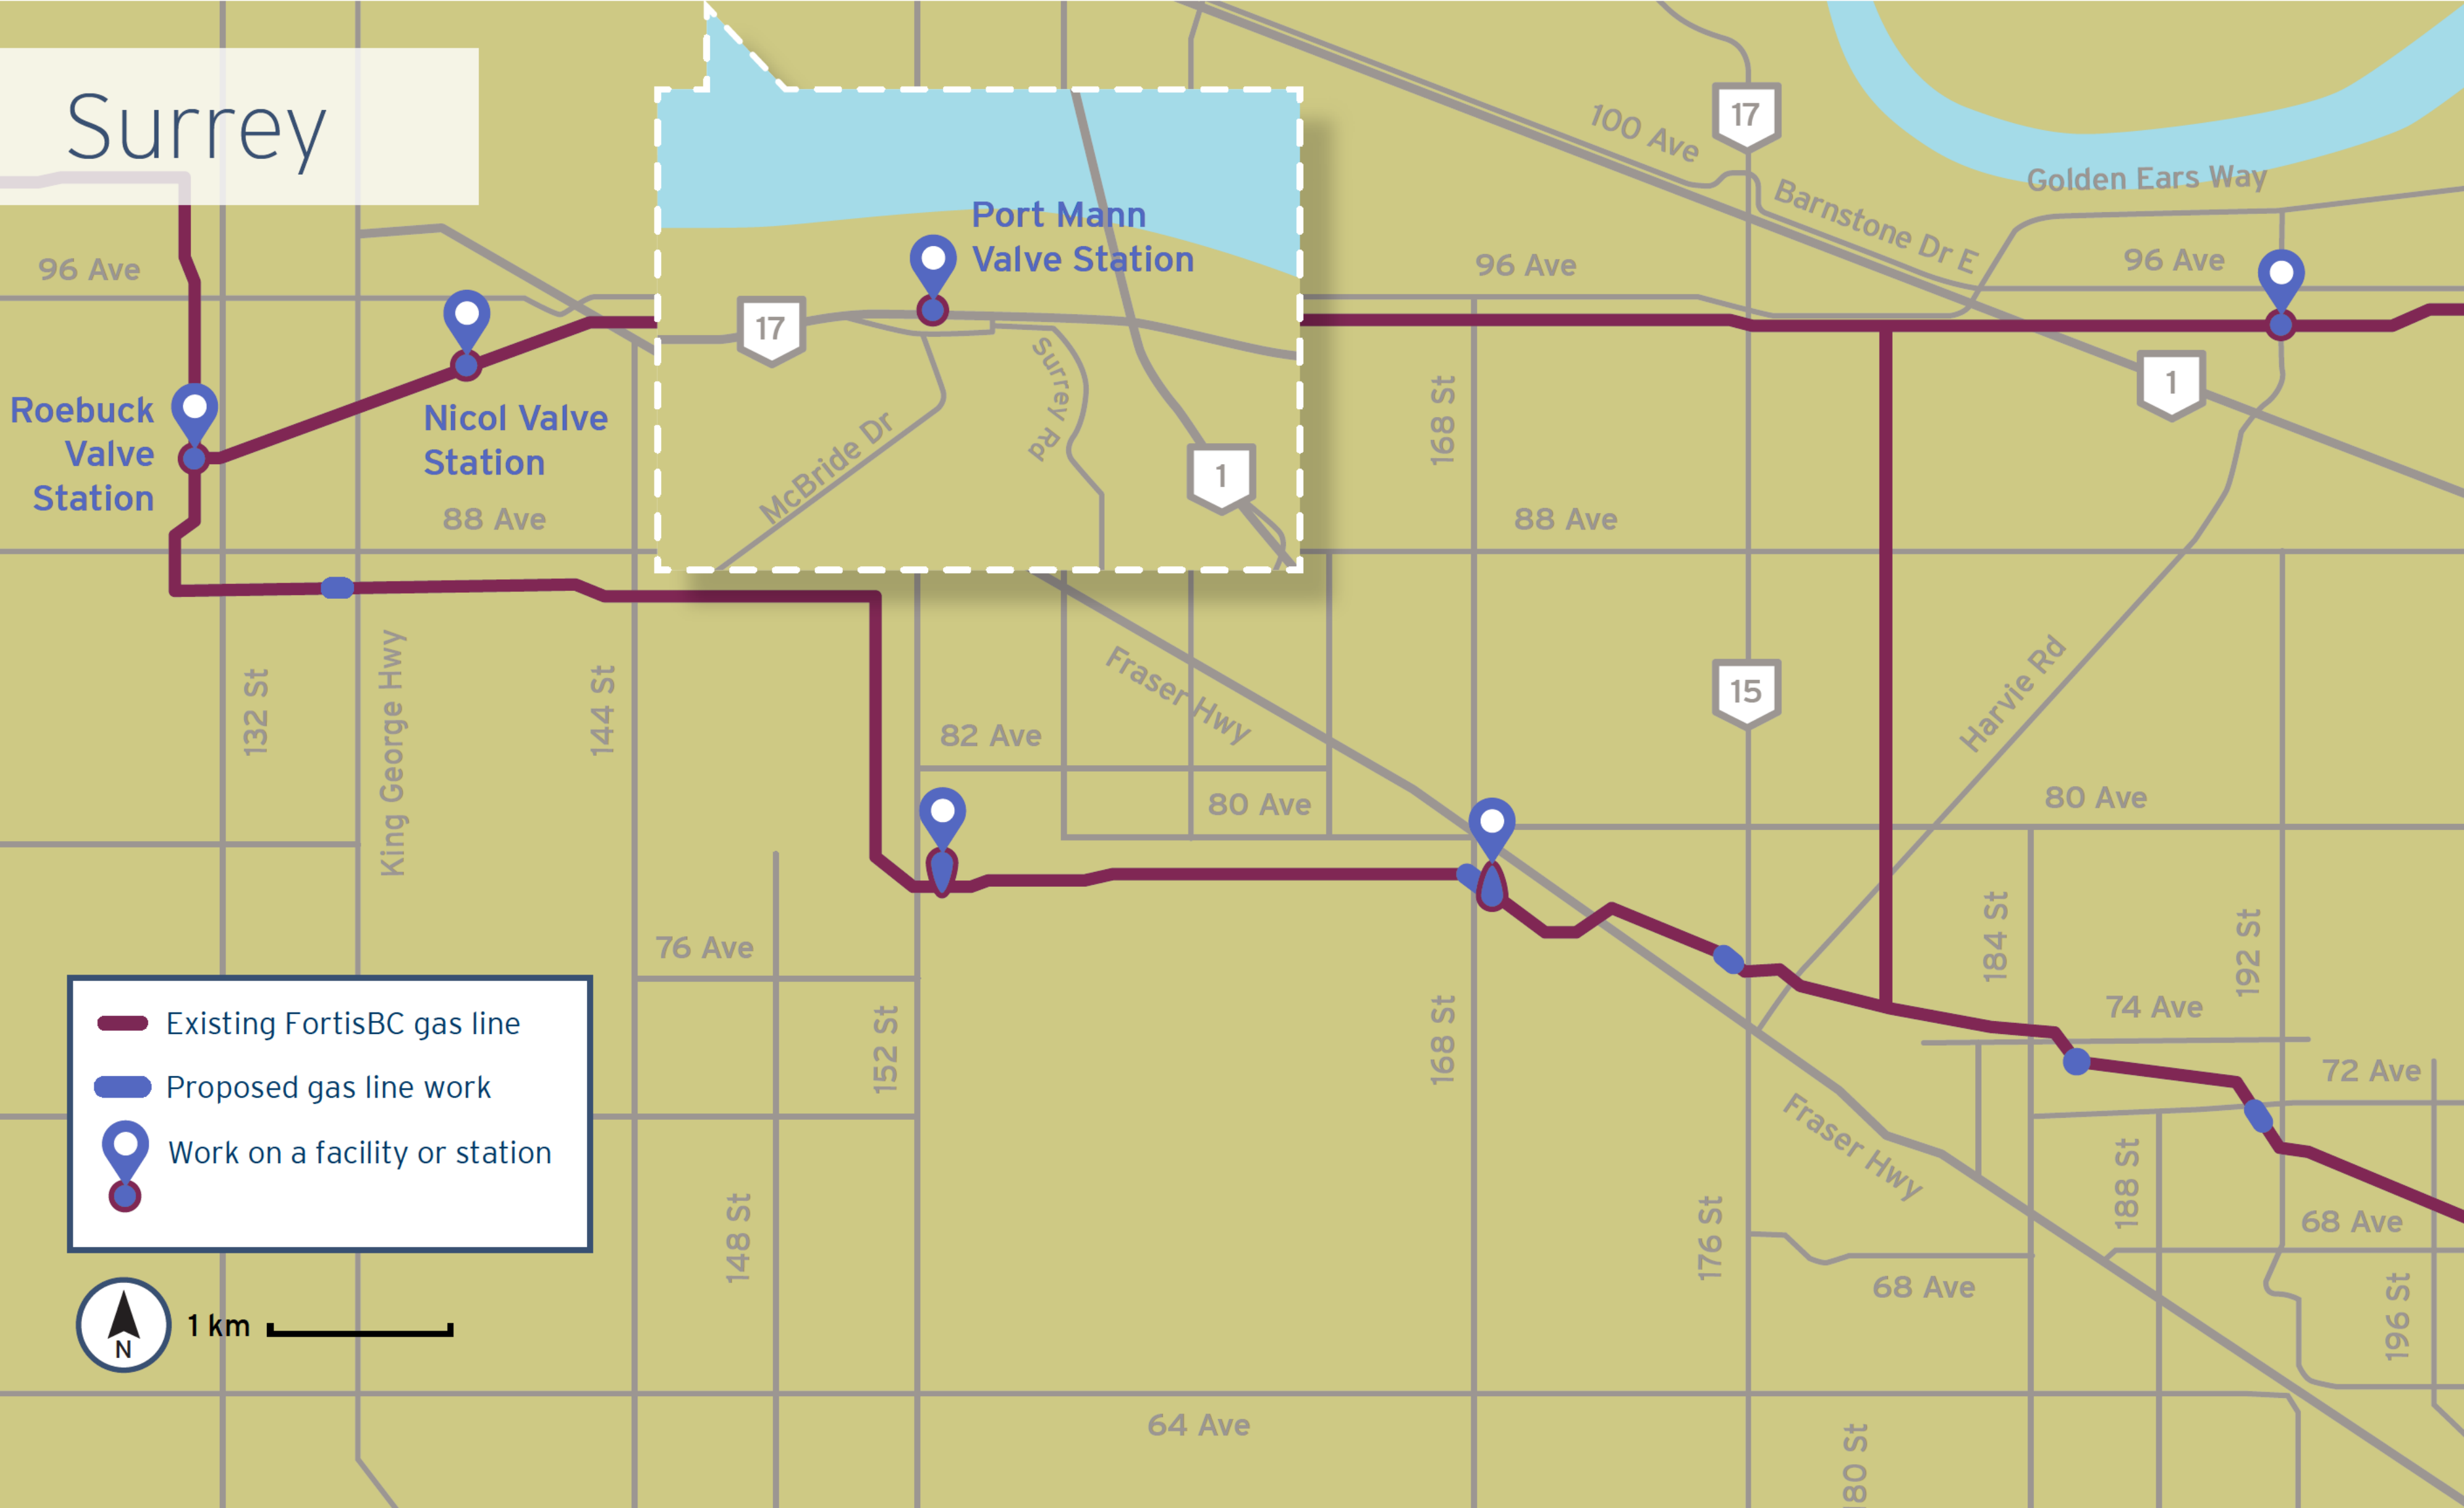 Surrey
17
100 Ave
Golden Ears Way
Barnstone Dr E
Port Mann
Valve Station
96 Ave
96 Ave
96 Ave
17
1
Surrey Rd
168 St
Roebuck
Valve
Station
Nicol Valve
Station
McBride Dr
1
88 Ave
88 Ave
132 St
King George Hwy
144 St
Fraser Hwy
15
Harvie Rd
82 Ave
80 Ave
80 Ave
76 Ave
184 St
192 St
152 St
168 St
74 Ave
72 Ave
Existing FortisBC gas line
Proposed gas line work
Work on a facility or station
Fraser Hwy
148 St
176 St
188 St
68 Ave
68 Ave
196 St
N
1 km
64 Ave
80 St